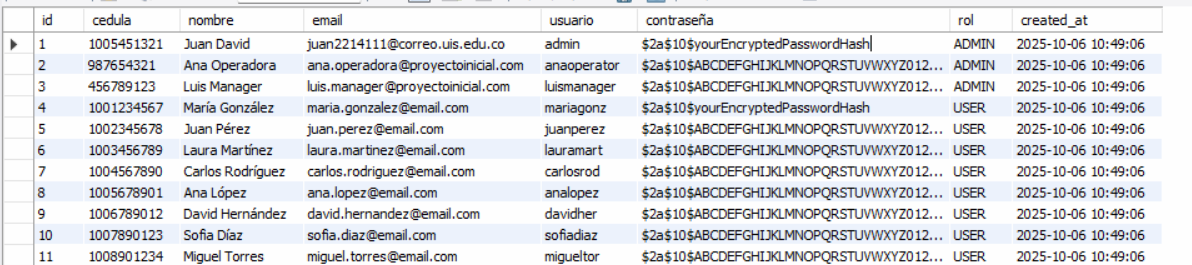 id cedula nombre email usuario contraseña rol created_at
1 1005451321 Juan David juan2214111@correo.uis.edu.co admin $2a$10$yourEncryptedPasswordHash ADMIN 2025-10-06 10:49:06
2 987654321 Ana Operadora ana.operadora@proyectoinicial.com anaoperator $2a$10$ABCDEFGHIJKLMNOPQRSTUVWXYZ012... ADMIN 2025-10-06 10:49:06
3 456789123 Luis Manager luis.manager@proyectoinicial.com luismanager $2a$10$ABCDEFGHIJKLMNOPQRSTUVWXYZ012... ADMIN 2025-10-06 10:49:06
4 1001234567 María González maria.gonzalez@email.com mariagonz $2a$10$yourEncryptedPasswordHash USER 2025-10-06 10:49:06
5 1002345678 Juan Pérez juan.perez@email.com juanperez $2a$10$ABCDEFGHIJKLMNOPQRSTUVWXYZ012... USER 2025-10-06 10:49:06
6 1003456789 Laura Martínez laura.martinez@email.com lauramart $2a$10$ABCDEFGHIJKLMNOPQRSTUVWXYZ012... USER 2025-10-06 10:49:06
7 1004567890 Carlos Rodríguez carlos.rodriguez@email.com carlosrod $2a$10$ABCDEFGHIJKLMNOPQRSTUVWXYZ012... USER 2025-10-06 10:49:06
8 1005678901 Ana López ana.lopez@email.com analopez $2a$10$ABCDEFGHIJKLMNOPQRSTUVWXYZ012... USER 2025-10-06 10:49:06
9 1006789012 David Hernández david.hernandez@email.com davidher $2a$10$ABCDEFGHIJKLMNOPQRSTUVWXYZ012... USER 2025-10-06 10:49:06
10 1007890123 Sofía Díaz sofia.diaz@email.com sofiadiaz $2a$10$ABCDEFGHIJKLMNOPQRSTUVWXYZ012... USER 2025-10-06 10:49:06
11 1008901234 Miguel Torres miguel.torres@email.com migueltor $2a$10$ABCDEFGHIJKLMNOPQRSTUVWXYZ012... USER 2025-10-06 10:49:06